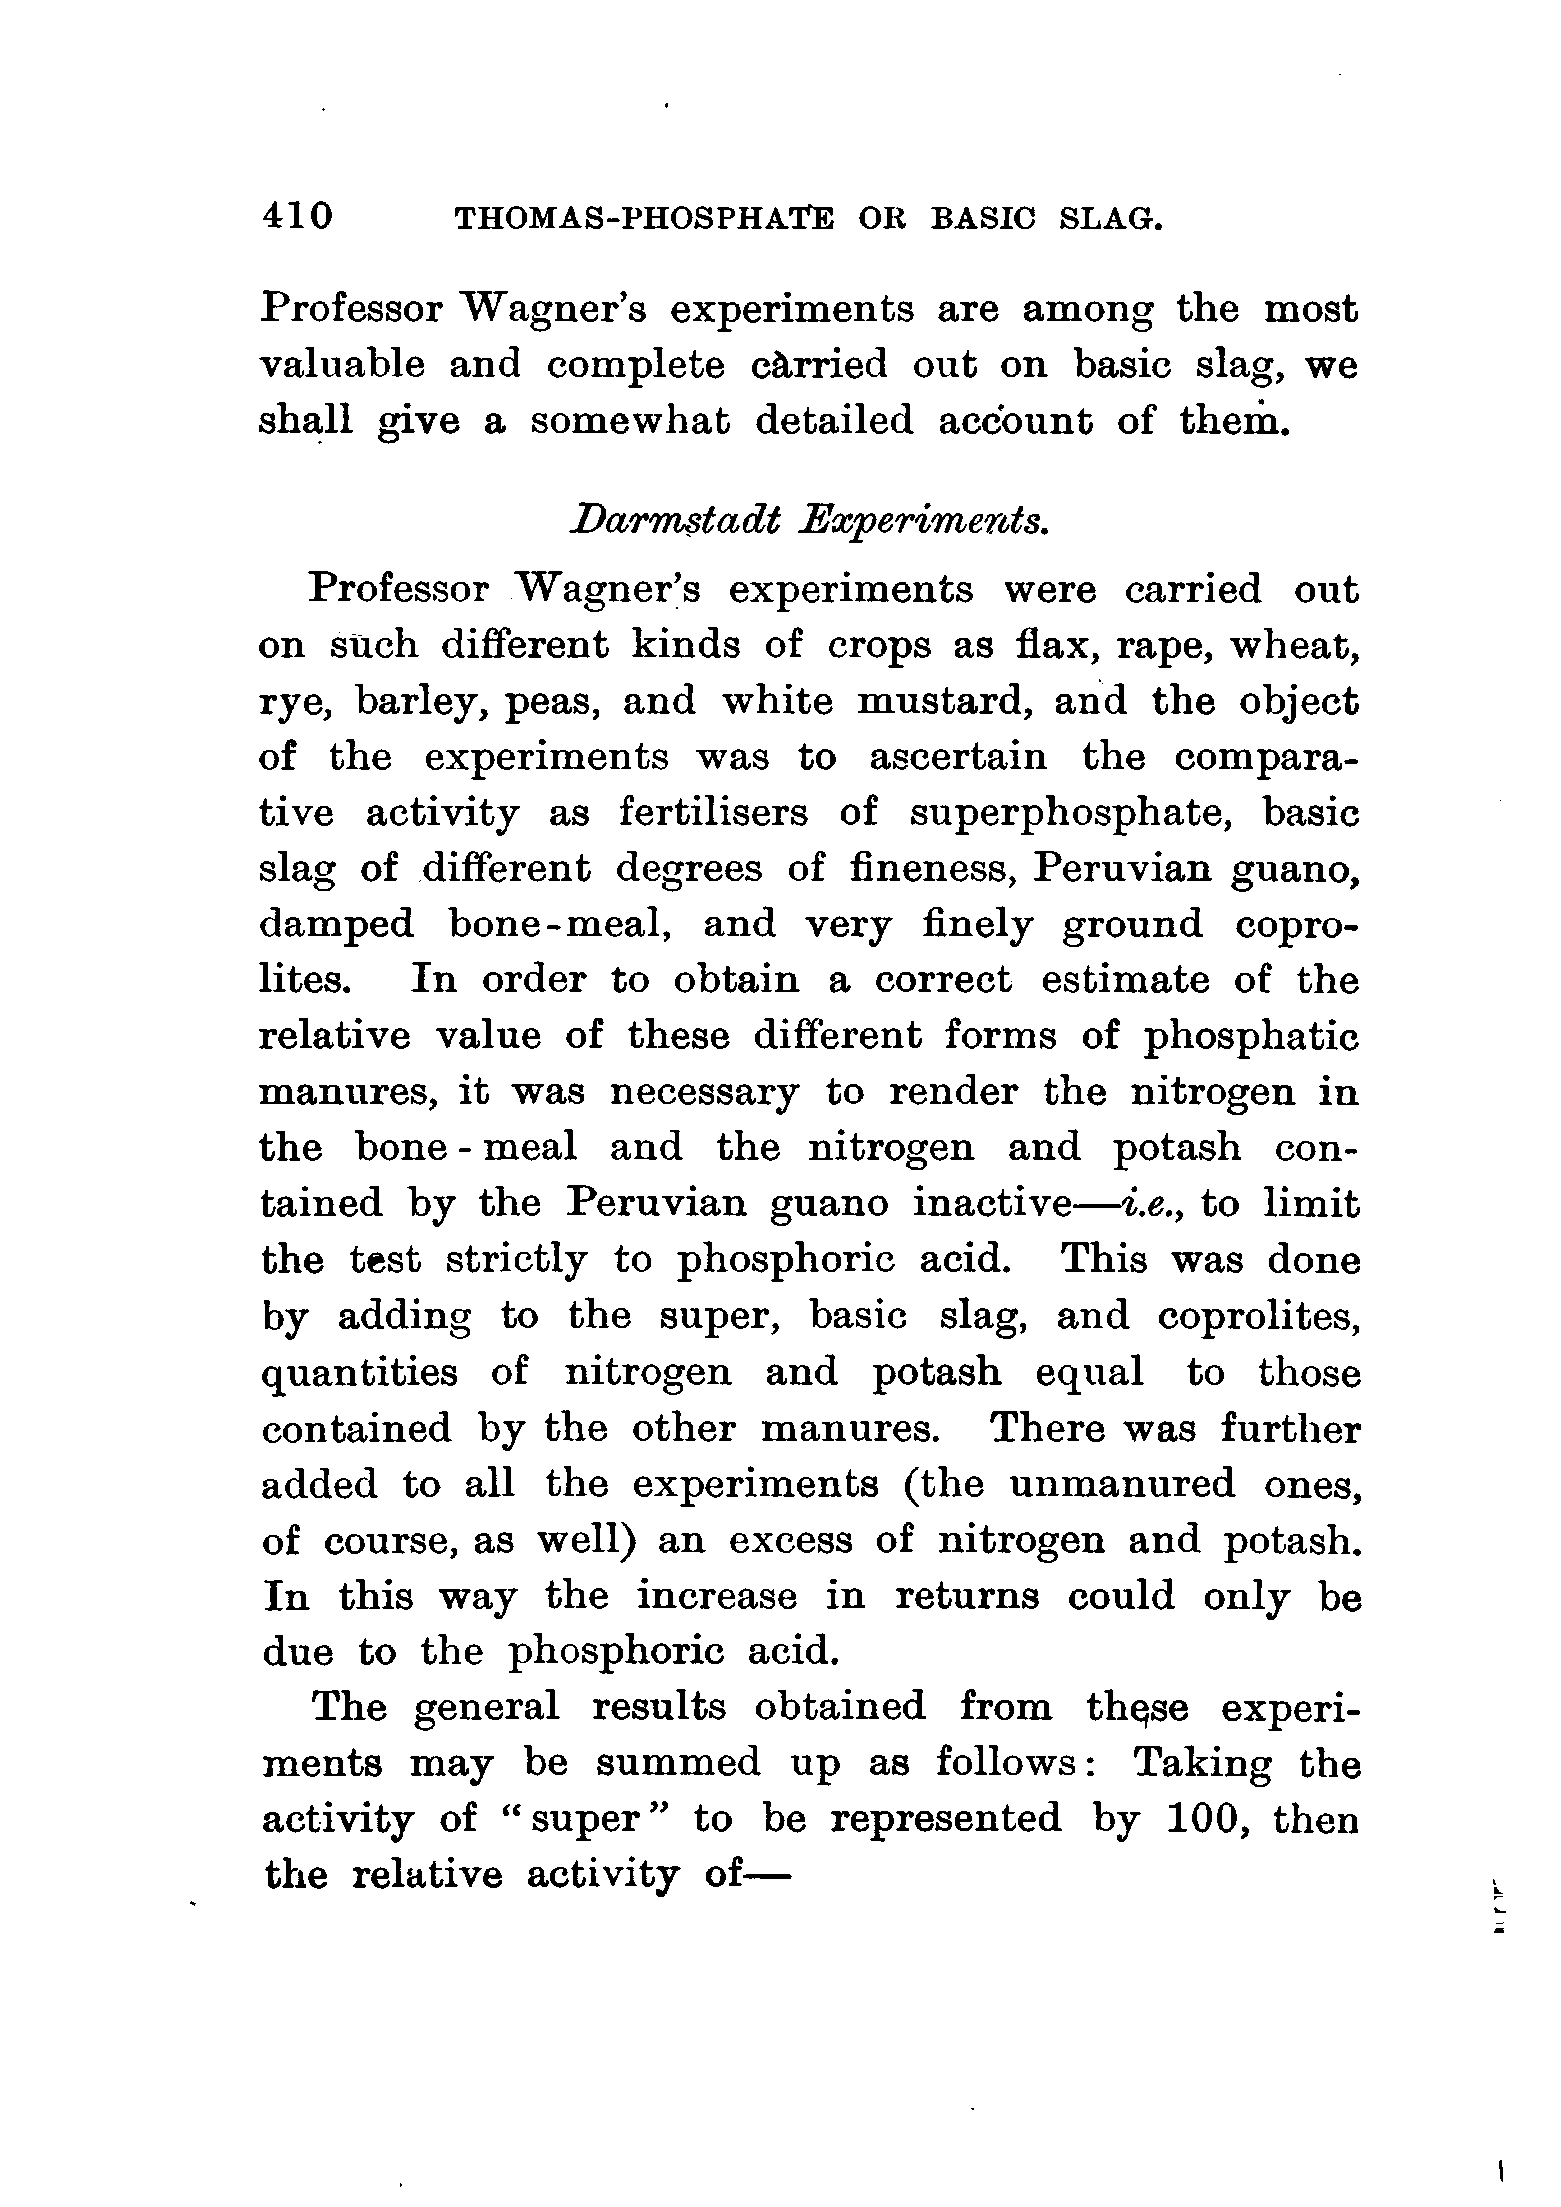 410 THOMAS-PHOSPHATE OR BASIC SLAG.
Professor Wagner's experiments are among the most
valuable and complete carried out on basic slag, we
shall give a somewhat detailed account of them.
Darmstadt Experiments.
Professor Wagner's experiments were carried out
on such different kinds of crops as flax, rape, wheat,
rye, barley, peas, and white mustard, and the object
of the experiments was to ascertain the compara-
tive activity as fertilisers of superphosphate, basic
slag of different degrees of fineness, Peruvian guano,
damped bone-meal, and very finely ground copro-
lites. In order to obtain a correct estimate of the
relative value of these different forms of phosphatic
manures, it was necessary to render the nitrogen in
the bone-meal and the nitrogen and potash con-
tained by the Peruvian guano inactive—i.e., to limit
the test strictly to phosphoric acid. This was done
by adding to the super, basic slag, and coprolites,
quantities of nitrogen and potash equal to those
contained by the other manures. There was further
added to all the experiments (the unmanured ones,
of course, as well) an excess of nitrogen and potash.
In this way the increase in returns could only be
due to the phosphoric acid.
The general results obtained from these experi-
ments may be summed up as follows: Taking the
activity of "super" to be represented by 100, then
the relative activity of—